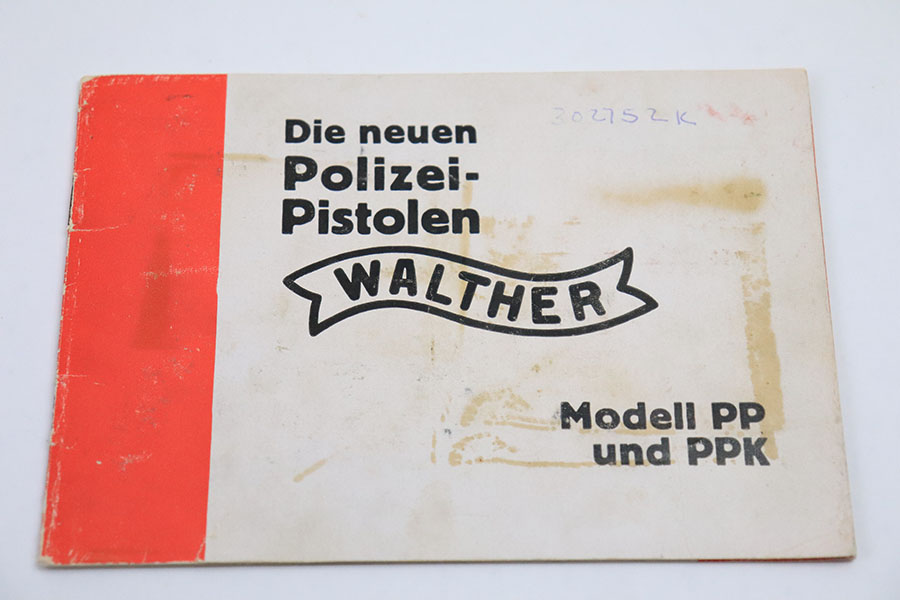 302752K
Die neuen
Polizei-
Pistolen
WALTHER
Modell PP
und PPK